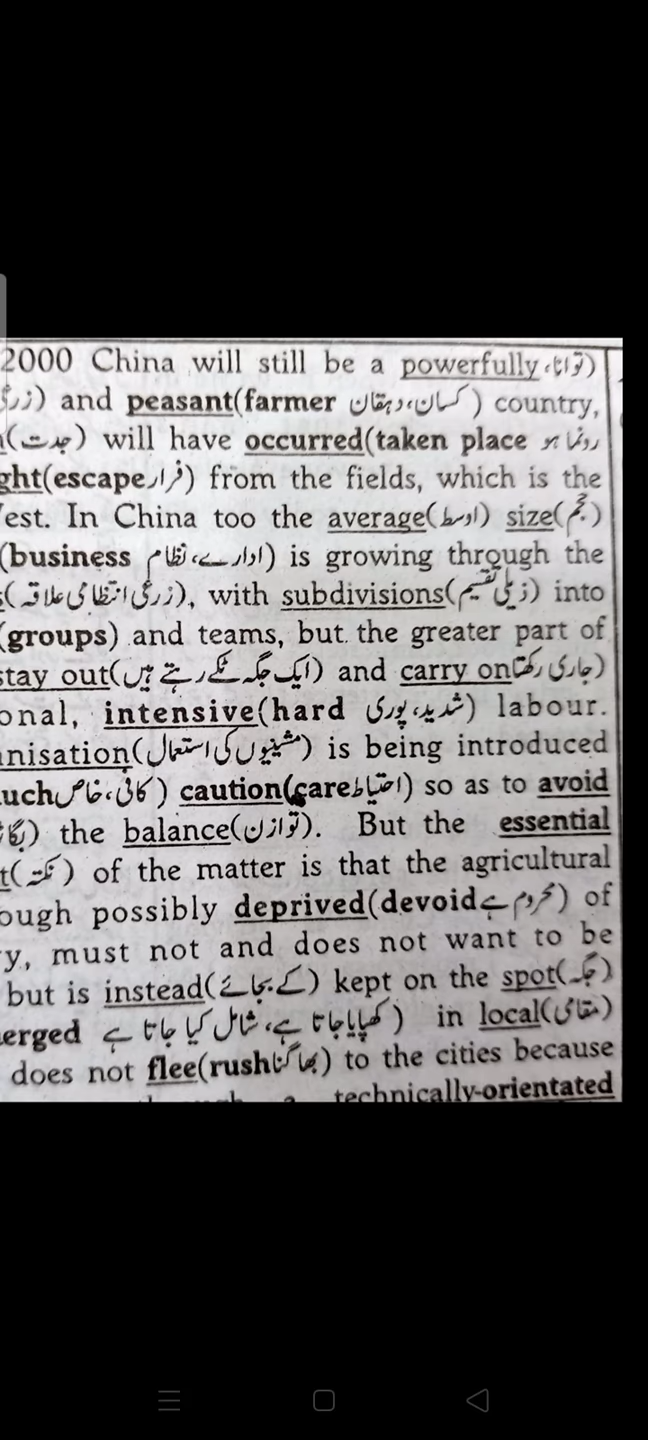 2000 China will still be a powerfully (توانا،
) and peasant(farmer کسان، دہقان) country,
(جدت) will have occurred(taken place رونما ہو
ght(escape فرار) from the fields, which is the
est. In China too the average(اوسط) size(حجم)
(business ادارے، نظام) is growing through the
(زرعی انتظامی علاقہ), with subdivisions(ذیلی تقسیم) into
(groups) and teams, but the greater part of
stay out(ایک جگہ ٹکے رہتے ہیں) and carry on(جاری رکھتا)
onal, intensive(hard شدید، پوری) labour.
nisation(مشینوں کی استعمال) is being introduced
uch کافی، خاص) caution(care احتیاط) so as to avoid
) the balance(توازن). But the essential
t(نکتہ) of the matter is that the agricultural
ough possibly deprived(devoid محروم ہے) of
y, must not and does not want to be
but is instead(کے بجائے) kept on the spot(جگہ)
erged کھپایا جاتا ہے، شامل کیا جاتا ہے) in local(مقامی)
does not flee(rush بھاگنا) to the cities because
a technically-orientated